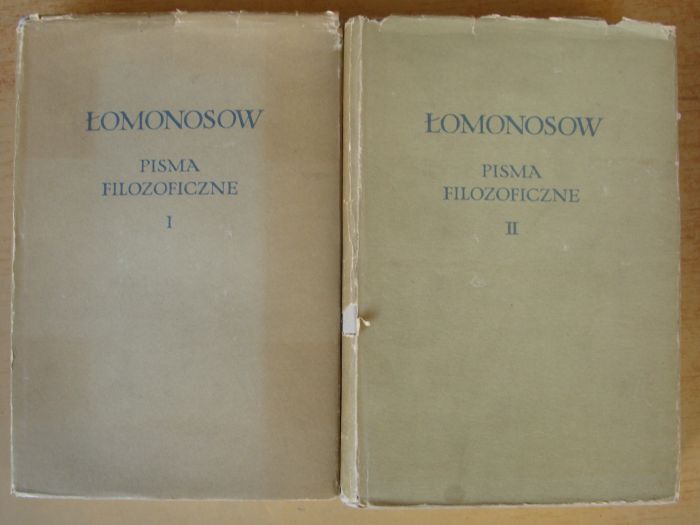 ŁOMONOSOW
PISMA
FILOZOFICZNE
I
ŁOMONOSOW
PISMA
FILOZOFICZNE
II